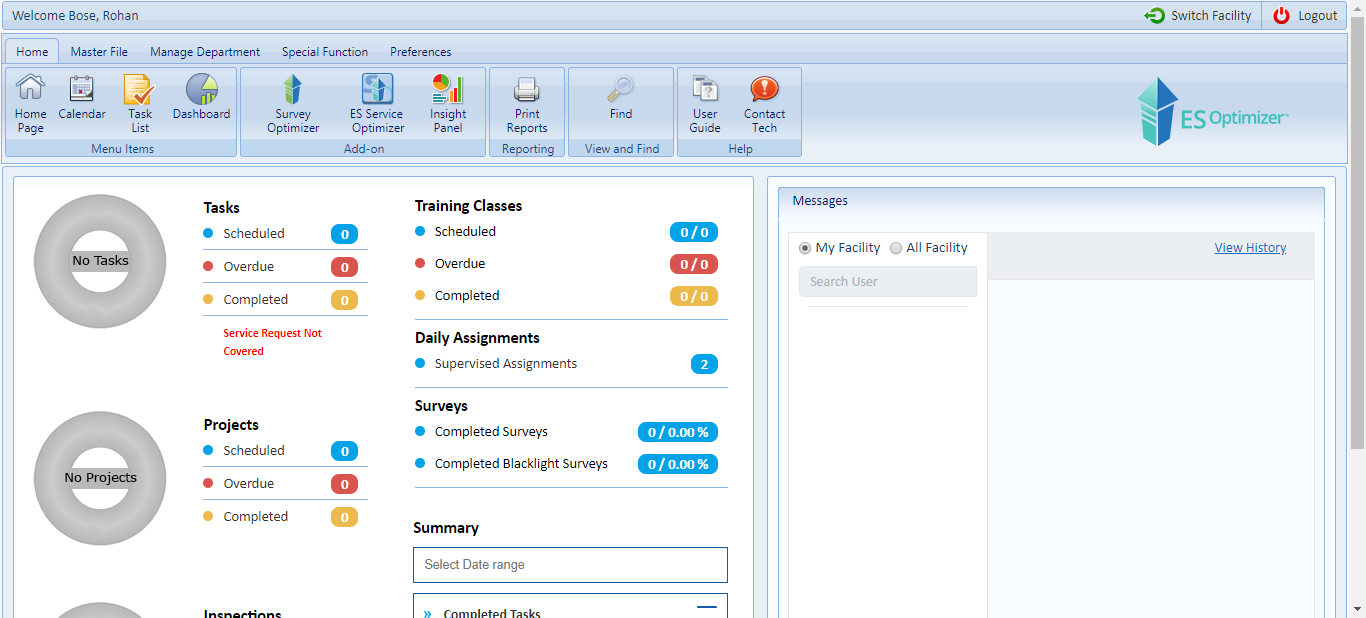 Welcome Bose, Rohan
Switch Facility
Logout
Home
Master File
Manage Department
Special Function
Preferences
Home
Page
Calendar
Task
List
Dashboard
Menu Items
Survey
Optimizer
ES Service
Optimizer
Insight
Panel
Add-on
Print
Reports
Reporting
Find
View and Find
User
Guide
Contact
Tech
Help
ES Optimizer™
No Tasks
Tasks
Scheduled 0
Overdue 0
Completed 0
Service Request Not
Covered
No Projects
Projects
Scheduled 0
Overdue 0
Completed 0
Inspections
Training Classes
Scheduled 0 / 0
Overdue 0 / 0
Completed 0 / 0
Daily Assignments
Supervised Assignments 2
Surveys
Completed Surveys 0 / 0.00 %
Completed Blacklight Surveys 0 / 0.00 %
Summary
Select Date range
» Completed Tasks
Messages
My Facility All Facility
Search User
View History